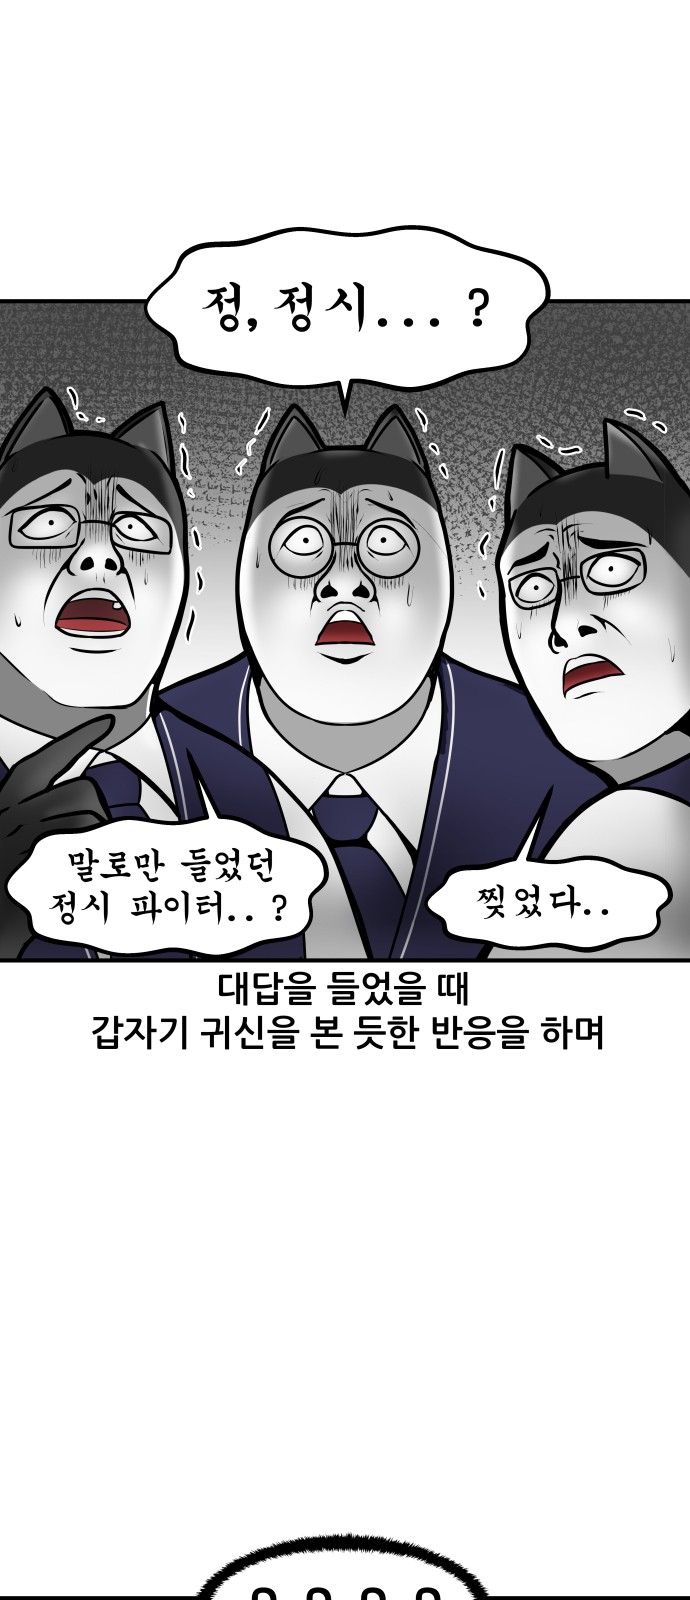 정, 정시... ?
말로만 들었던
정시 파이터.. ?
찢었다..
대답을 들었을 때
갑자기 귀신을 본 듯한 반응을 하며